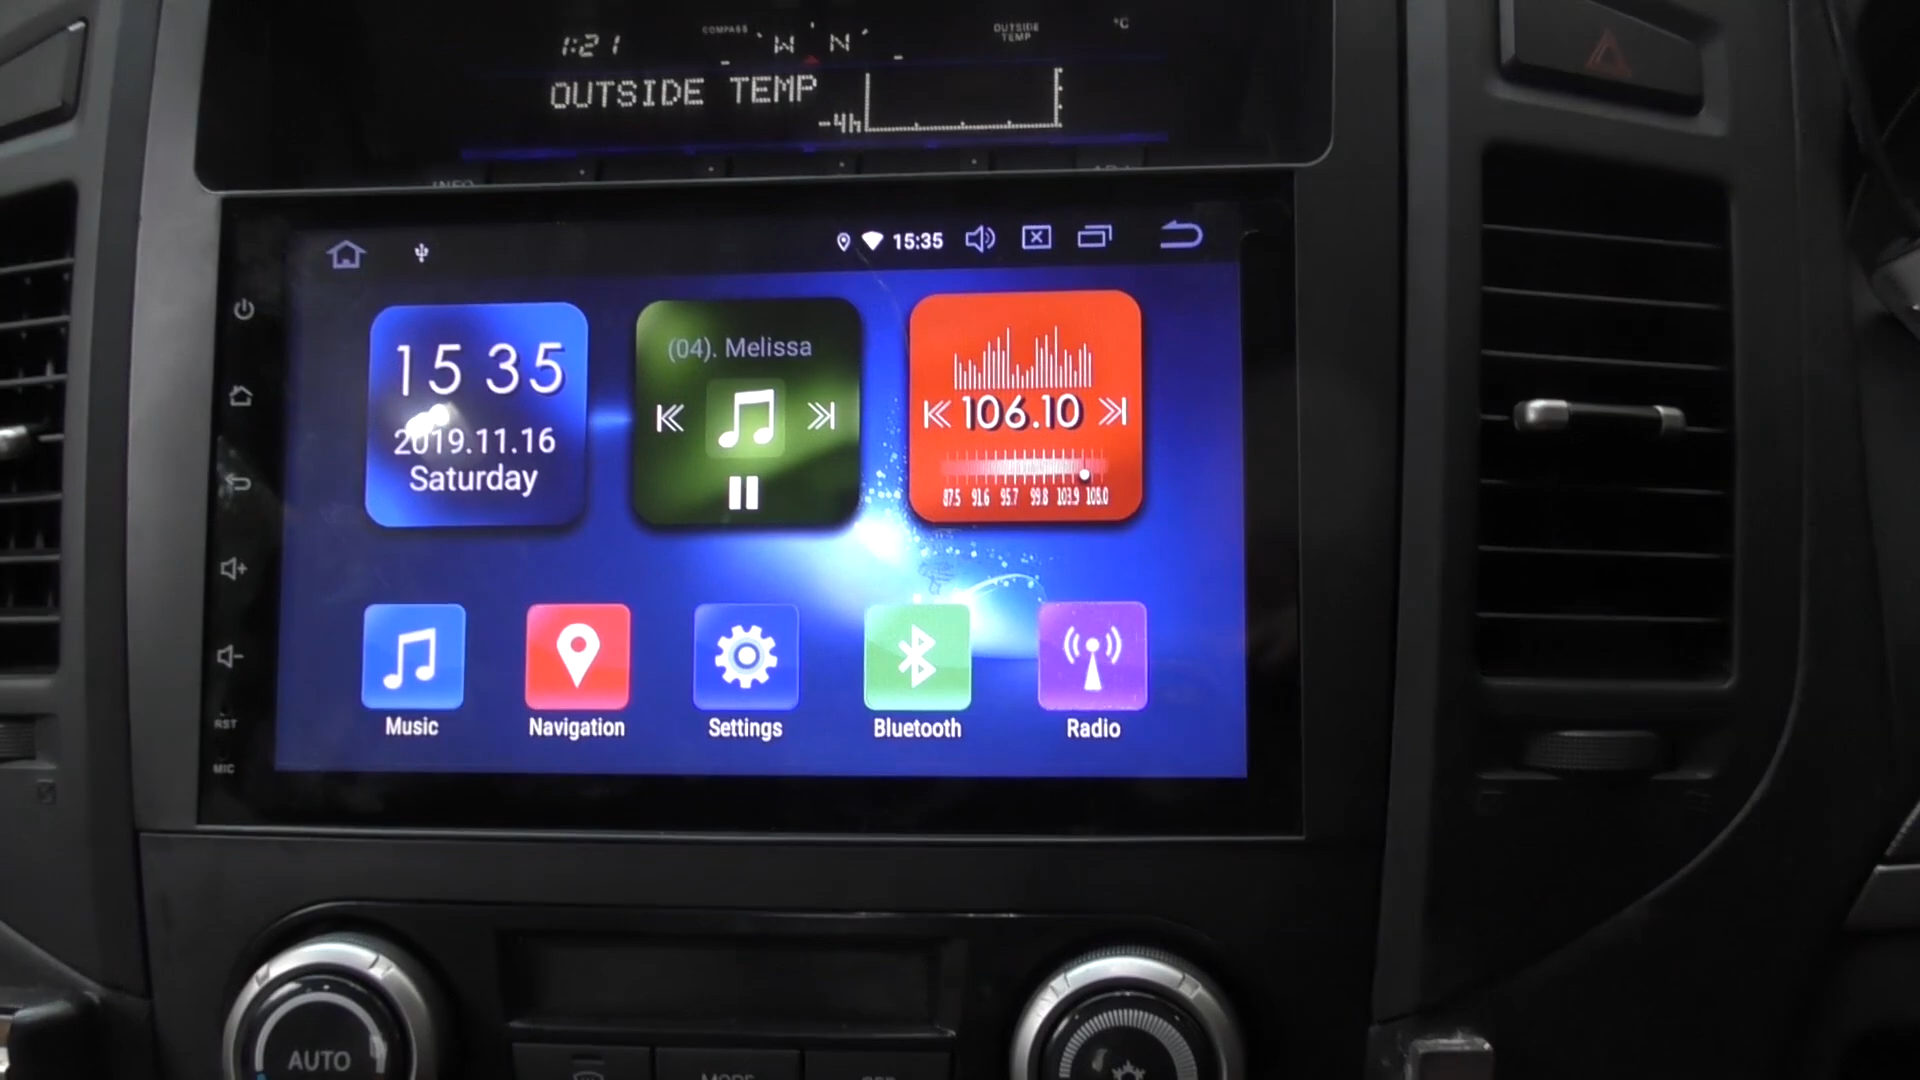 COMPASS
OUTSIDE TEMP
°C
1:21
W N
OUTSIDE TEMP
-4h
INFO
15:35
15 35
2019.11.16
Saturday
(04). Melissa
106.10
87.5 91.6 95.7 99.8 103.9 108.0
RST
MIC
Music
Navigation
Settings
Bluetooth
Radio
AUTO
MODE